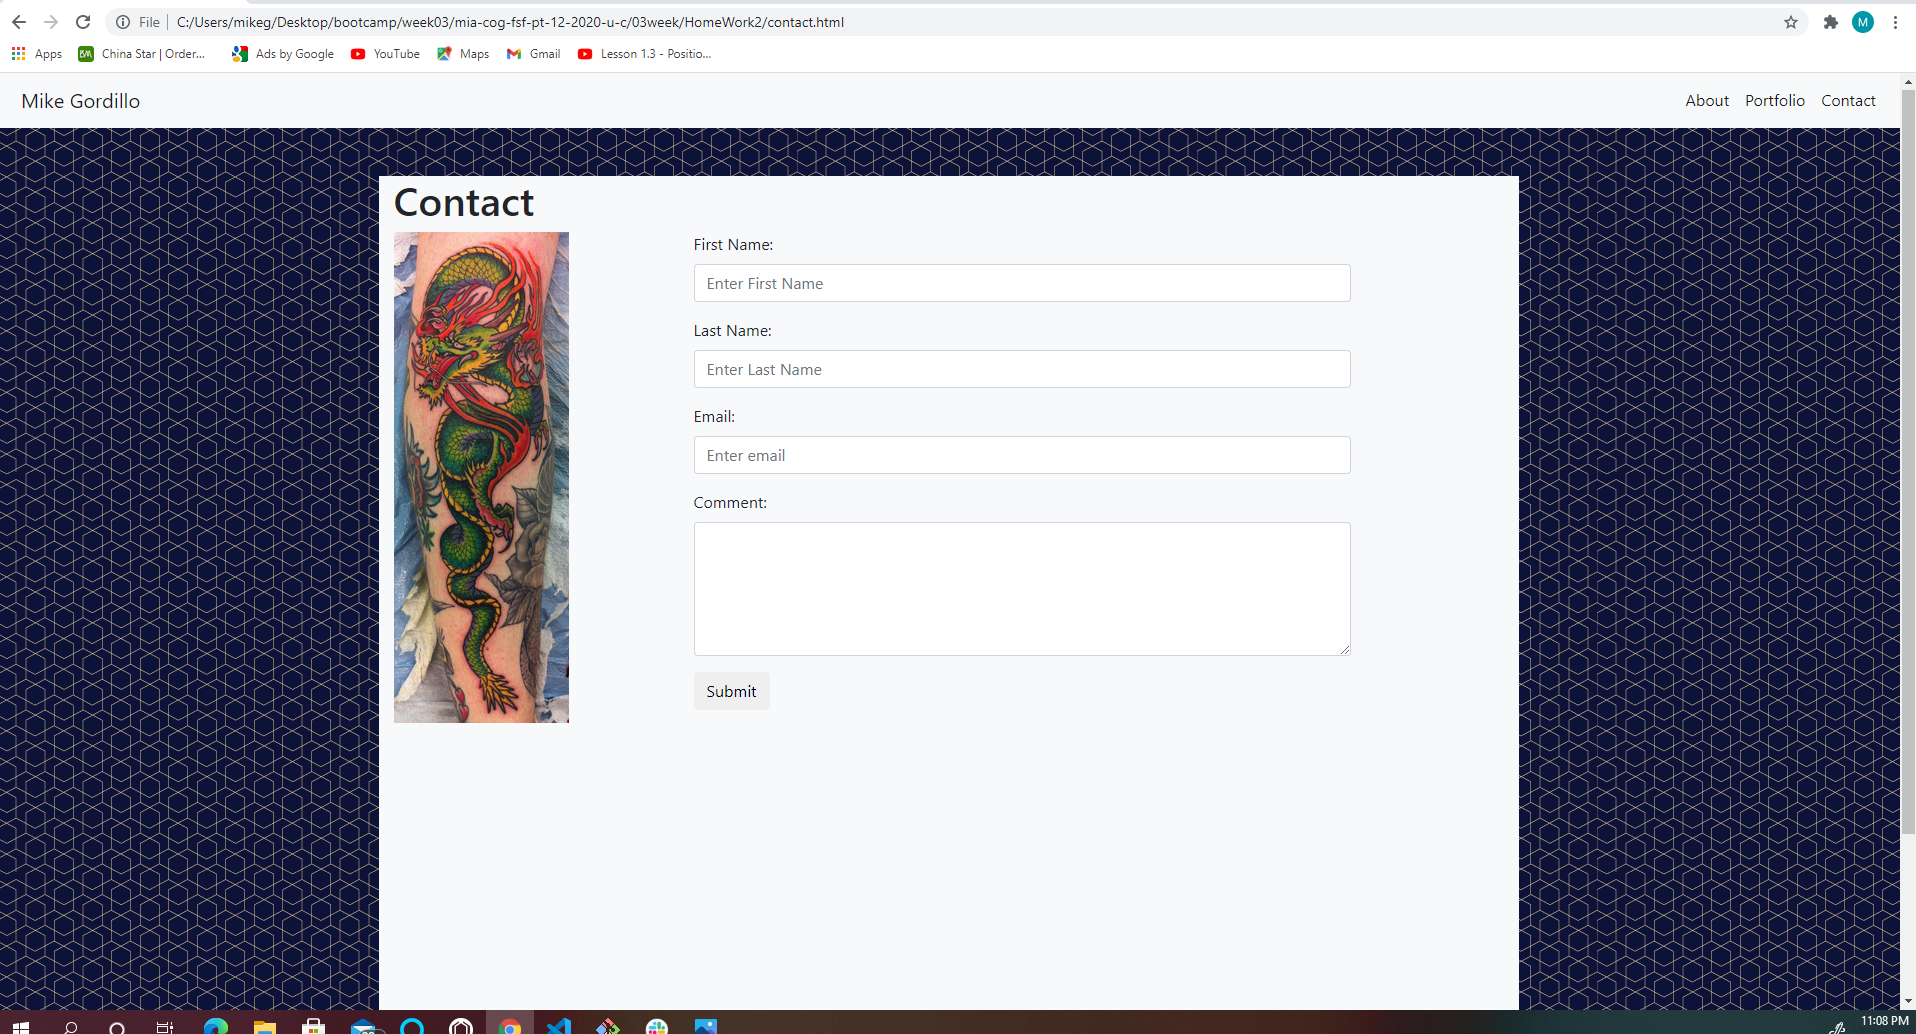 File C:/Users/mikeg/Desktop/bootcamp/week03/mia-cog-fsf-pt-12-2020-u-c/03week/HomeWork2/contact.html M
Apps BM China Star | Order... Ads by Google YouTube Maps Gmail Lesson 1.3 - Positio...
Mike Gordillo About Portfolio Contact
Contact
First Name:
Enter First Name
Last Name:
Enter Last Name
Email:
Enter email
Comment:
Submit
11:08 PM